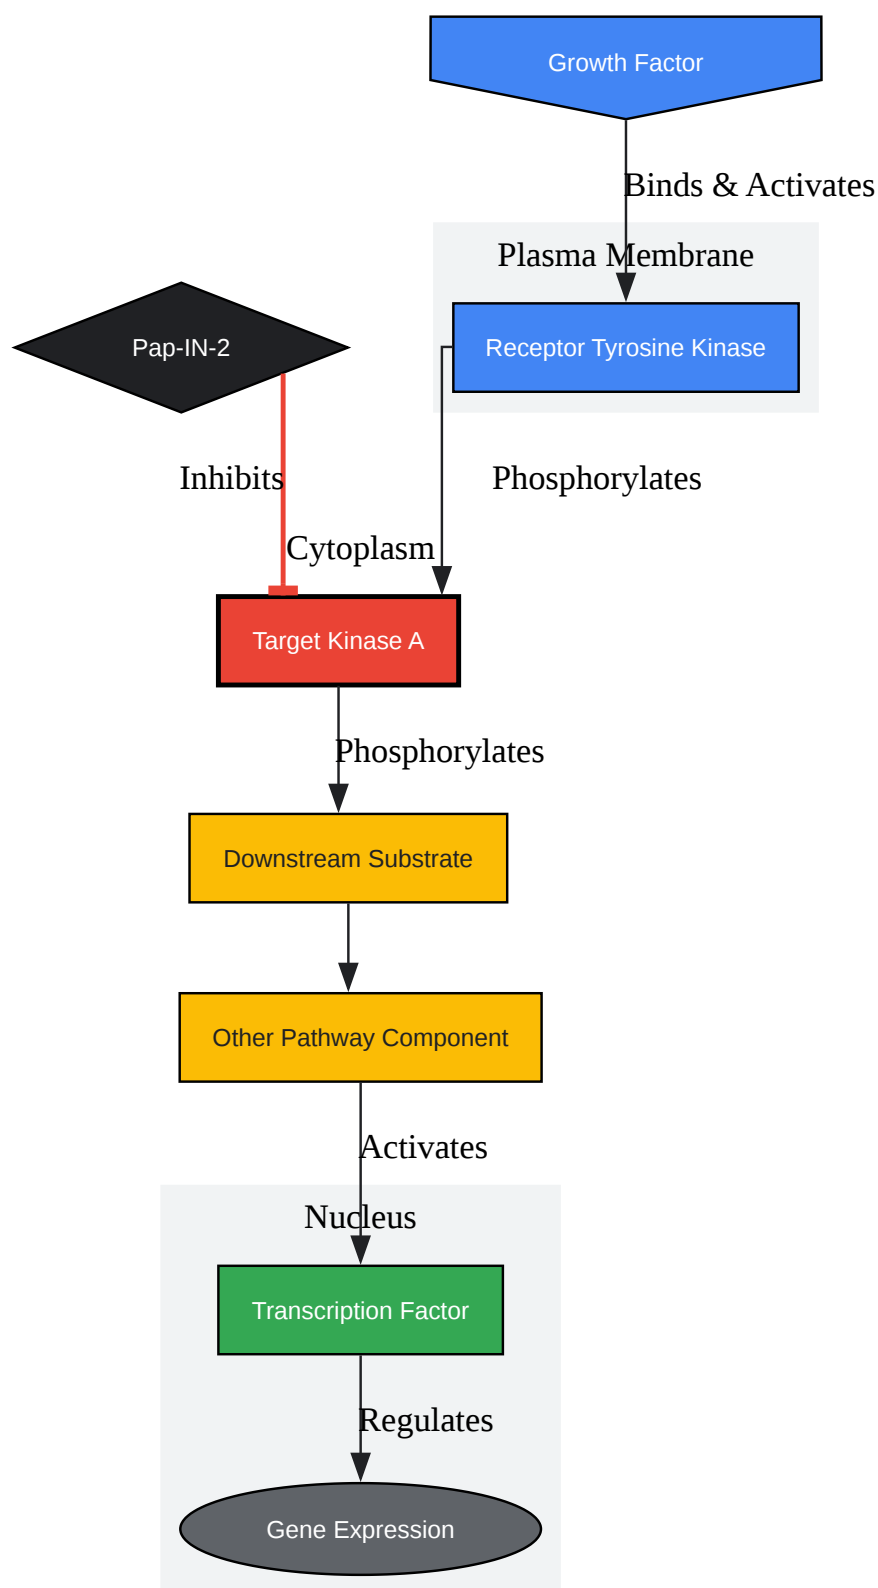 Growth Factor
Binds & Activates
Plasma Membrane
Pap-IN-2
Receptor Tyrosine Kinase
Inhibits
Phosphorylates
Cytoplasm
Target Kinase A
Phosphorylates
Downstream Substrate
Other Pathway Component
Activates
Nucleus
Transcription Factor
Regulates
Gene Expression